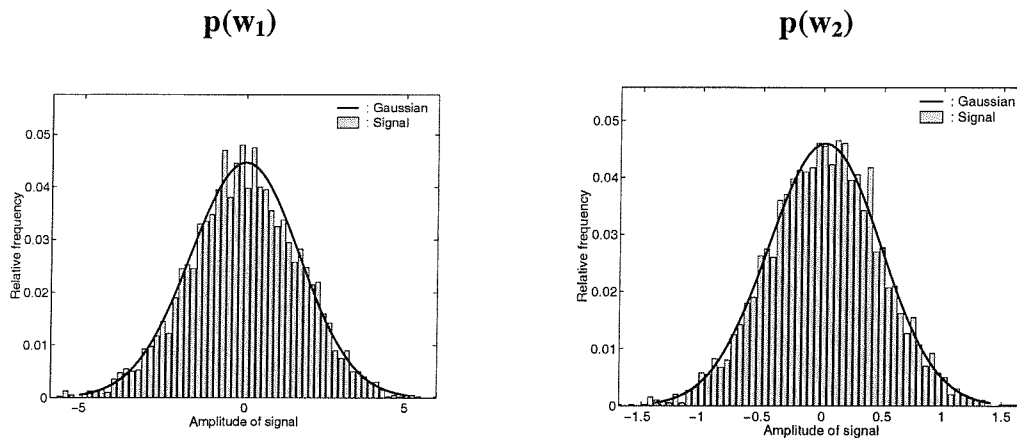 p(w1)
p(w2)
: Gaussian
: Signal
0.05
0.04
0.03
0.02
0.01
0
Relative frequency
−5
0
5
Amplitude of signal
: Gaussian
: Signal
0.05
0.04
0.03
0.02
0.01
0
Relative frequency
−1.5
−1
−0.5
0
0.5
1
1.5
Amplitude of signal